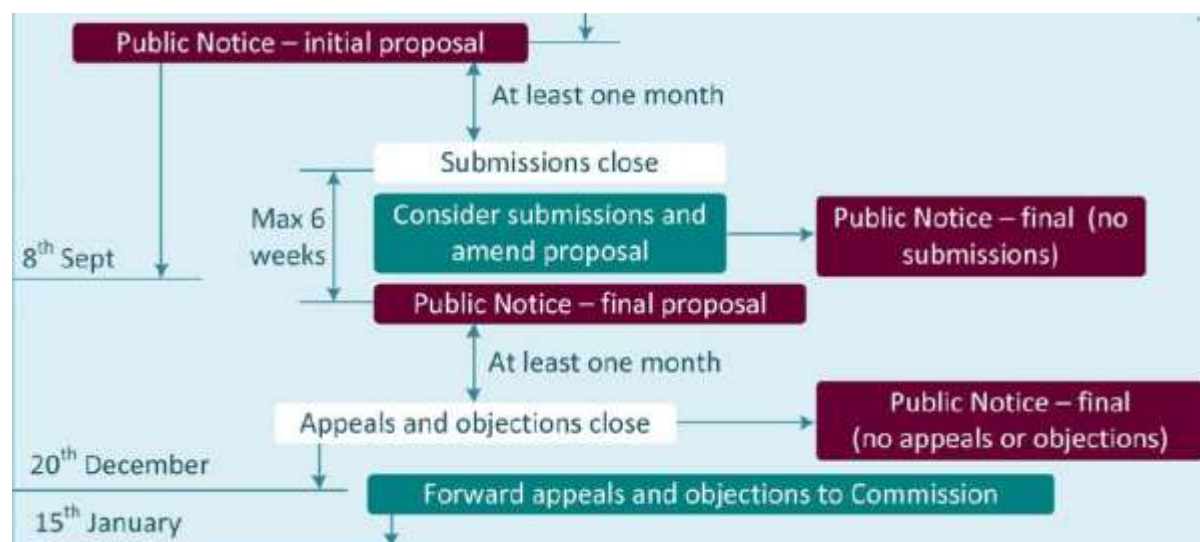 Public Notice – initial proposal
At least one month
Submissions close
Max 6
weeks
Consider submissions and
amend proposal
Public Notice – final (no
submissions)
8th Sept
Public Notice – final proposal
At least one month
Appeals and objections close
Public Notice – final
(no appeals or objections)
20th December
Forward appeals and objections to Commission
15th January